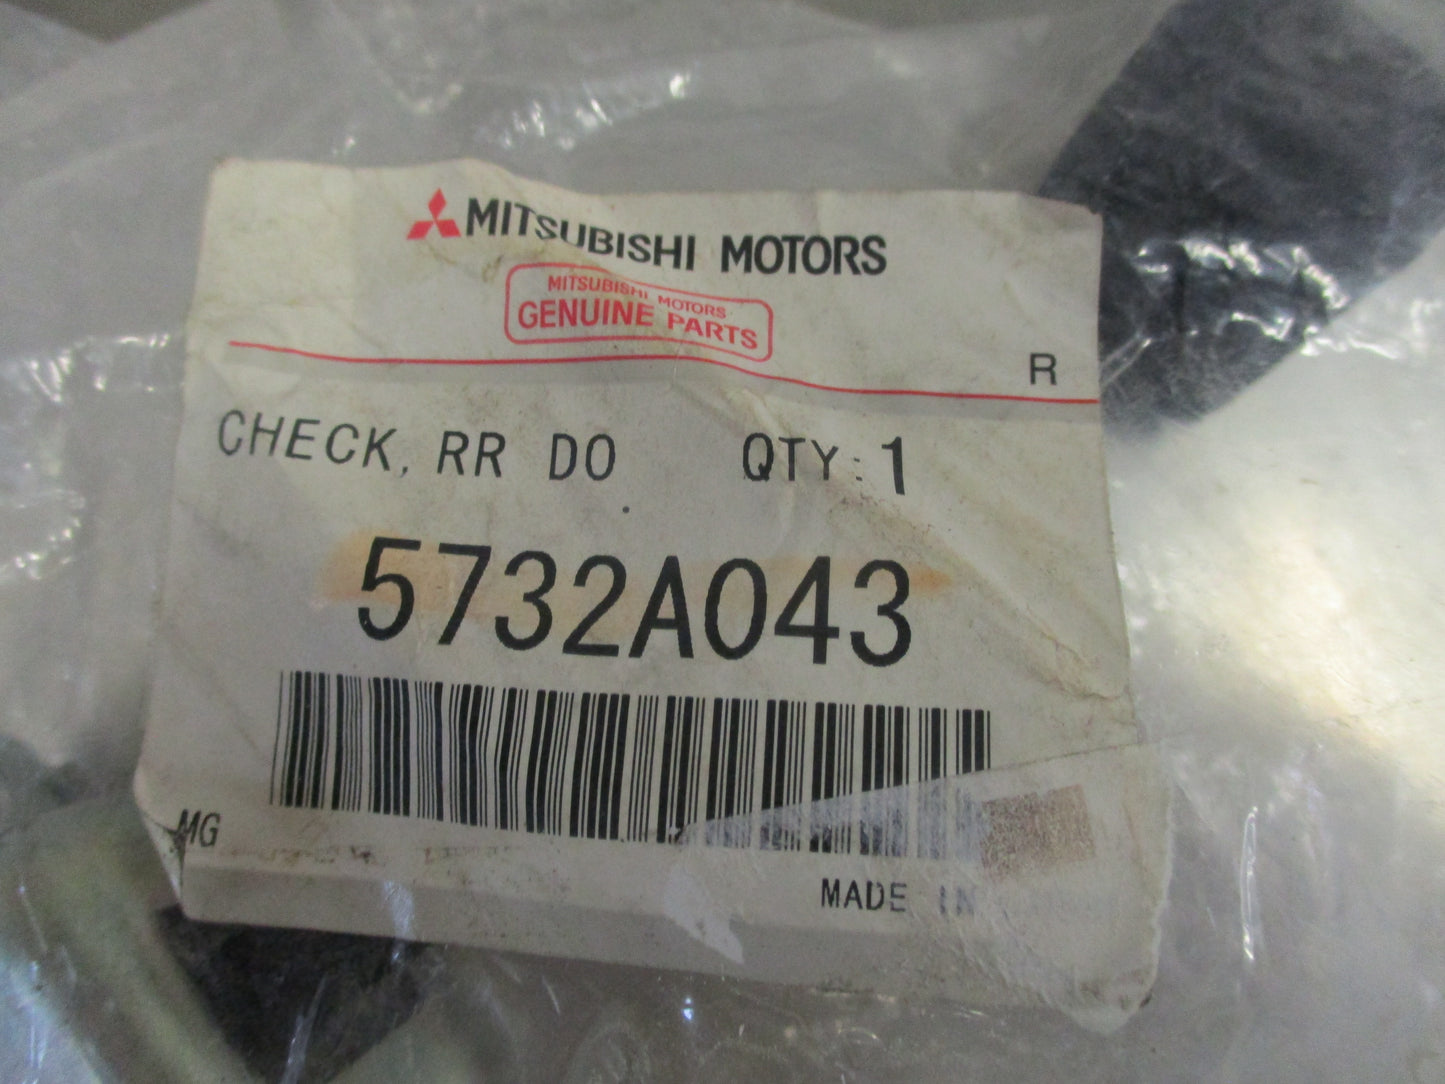 MITSUBISHI MOTORS
MITSUBISHI MOTORS
GENUINE PARTS
R
CHECK, RR DO QTY:1
5732A043
MG
MADE IN